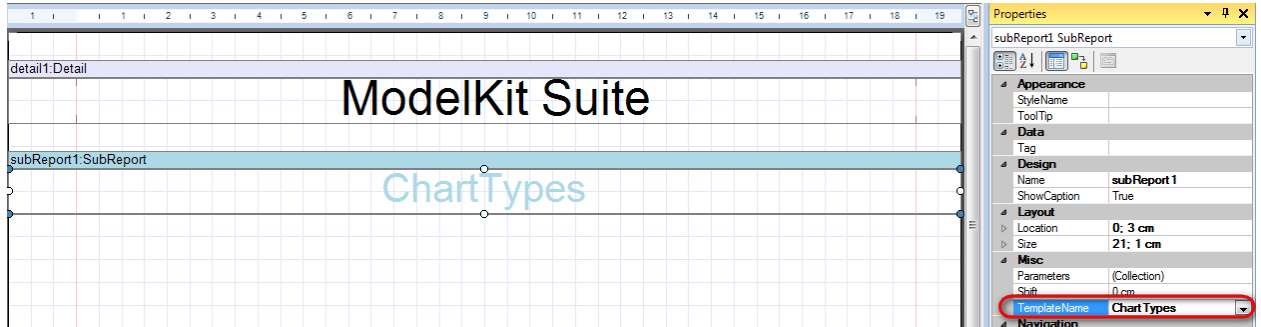 1 1 2 3 4 5 6 7 8 9 10 11 12 13 14 15 16 17 18 19
detail1:Detail
ModelKit Suite
subReport1:SubReport
ChartTypes
Properties
subReport1 SubReport
Appearance
StyleName
ToolTip
Data
Tag
Design
Name subReport1
ShowCaption True
Layout
Location 0; 3 cm
Size 21; 1 cm
Misc
Parameters (Collection)
Shift 0 cm
TemplateName ChartTypes
Navigation